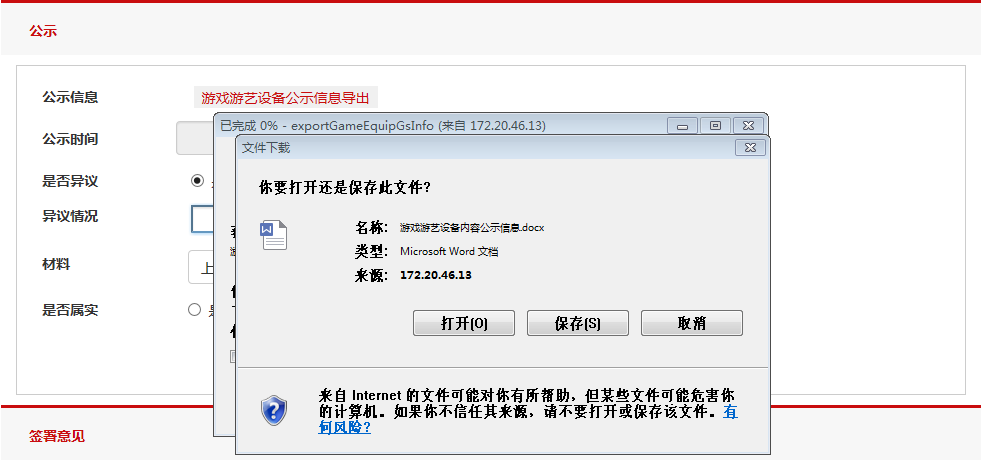 公示
公示信息
游戏游艺设备公示信息导出
已完成 0% - exportGameEquipGsInfo (来自 172.20.46.13)
公示时间
文件下载
是否异议
你要打开还是保存此文件?
异议情况
名称: 游戏游艺设备内容公示信息.docx
类型: Microsoft Word 文档
材料
上
来源: 172.20.46.13
是否属实
打开(O)
保存(S)
取消
来自 Internet 的文件可能对你有所帮助，但某些文件可能危害你
的计算机。如果你不信任其来源，请不要打开或保存该文件。有
何风险?
签署意见